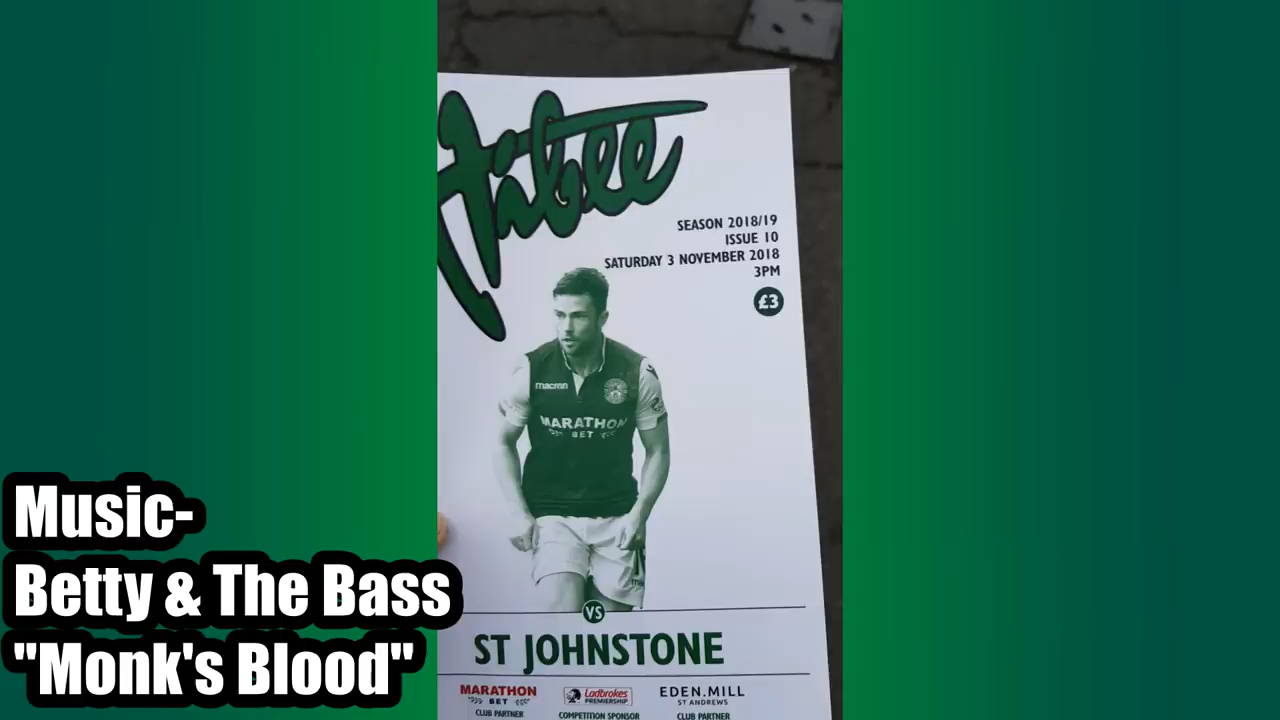 Hibee
SEASON 2018/19
ISSUE 10
SATURDAY 3 NOVEMBER 2018
3PM
£3
macron
MARATHON
BET
VS
ST JOHNSTONE
MARATHON
BET
CLUB PARTNER
Ladbrokes
PREMIERSHIP
COMPETITION SPONSOR
EDEN.MILL
ST ANDREWS
CLUB PARTNER
Music-
Betty & The Bass
"Monk's Blood"